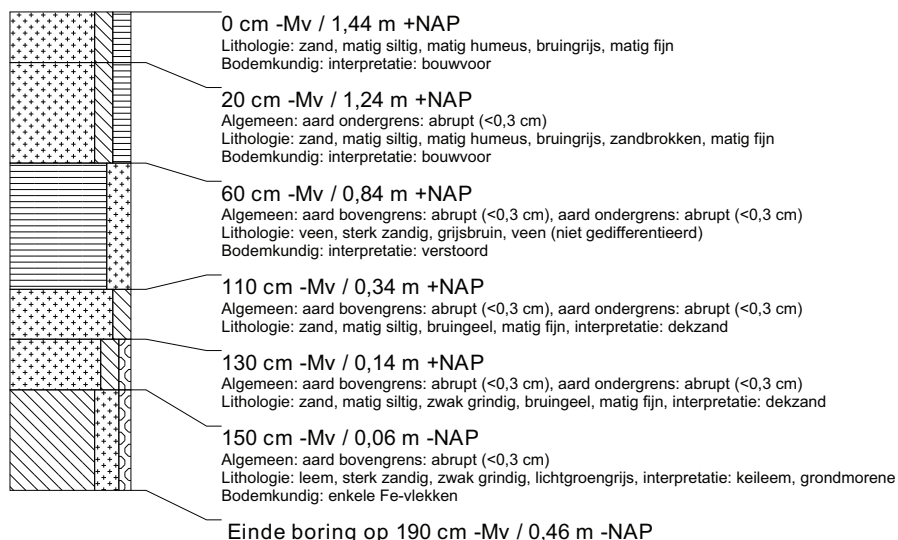 0 cm -Mv / 1,44 m +NAP
Lithologie: zand, matig siltig, matig humeus, bruingrijs, matig fijn
Bodemkundig: interpretatie: bouwvoor
20 cm -Mv / 1,24 m +NAP
Algemeen: aard ondergrens: abrupt (<0,3 cm)
Lithologie: zand, matig siltig, matig humeus, bruingrijs, zandbrokken, matig fijn
Bodemkundig: interpretatie: bouwvoor
60 cm -Mv / 0,84 m +NAP
Algemeen: aard bovengrens: abrupt (<0,3 cm), aard ondergrens: abrupt (<0,3 cm)
Lithologie: veen, sterk zandig, grijsbruin, veen (niet gedifferentieerd)
Bodemkundig: interpretatie: verstoord
110 cm -Mv / 0,34 m +NAP
Algemeen: aard bovengrens: abrupt (<0,3 cm), aard ondergrens: abrupt (<0,3 cm)
Lithologie: zand, matig siltig, bruingeel, matig fijn, interpretatie: dekzand
130 cm -Mv / 0,14 m +NAP
Algemeen: aard bovengrens: abrupt (<0,3 cm), aard ondergrens: abrupt (<0,3 cm)
Lithologie: zand, matig siltig, zwak grindig, bruingeel, matig fijn, interpretatie: dekzand
150 cm -Mv / 0,06 m -NAP
Algemeen: aard bovengrens: abrupt (<0,3 cm)
Lithologie: leem, sterk zandig, zwak grindig, lichtgroengrijs, interpretatie: keileem, grondmorene
Bodemkundig: enkele Fe-vlekken
Einde boring op 190 cm -Mv / 0,46 m -NAP